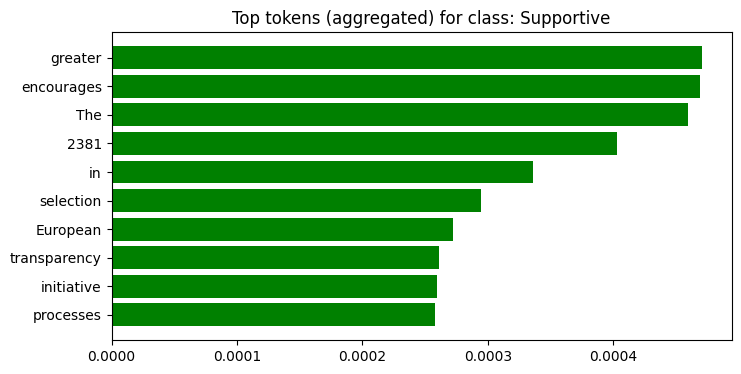 Top tokens (aggregated) for class: Supportive
greater
encourages
The
2381
in
selection
European
transparency
initiative
processes
0.0000 0.0001 0.0002 0.0003 0.0004